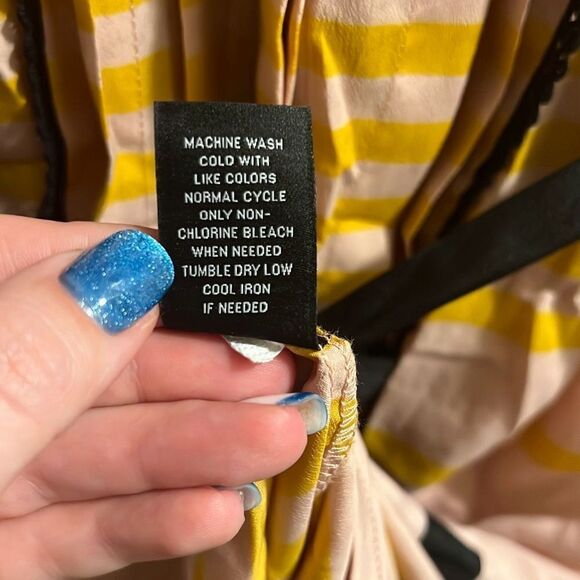 MACHINE WASH
COLD WITH
LIKE COLORS
NORMAL CYCLE
ONLY NON-
CHLORINE BLEACH
WHEN NEEDED
TUMBLE DRY LOW
COOL IRON
IF NEEDED